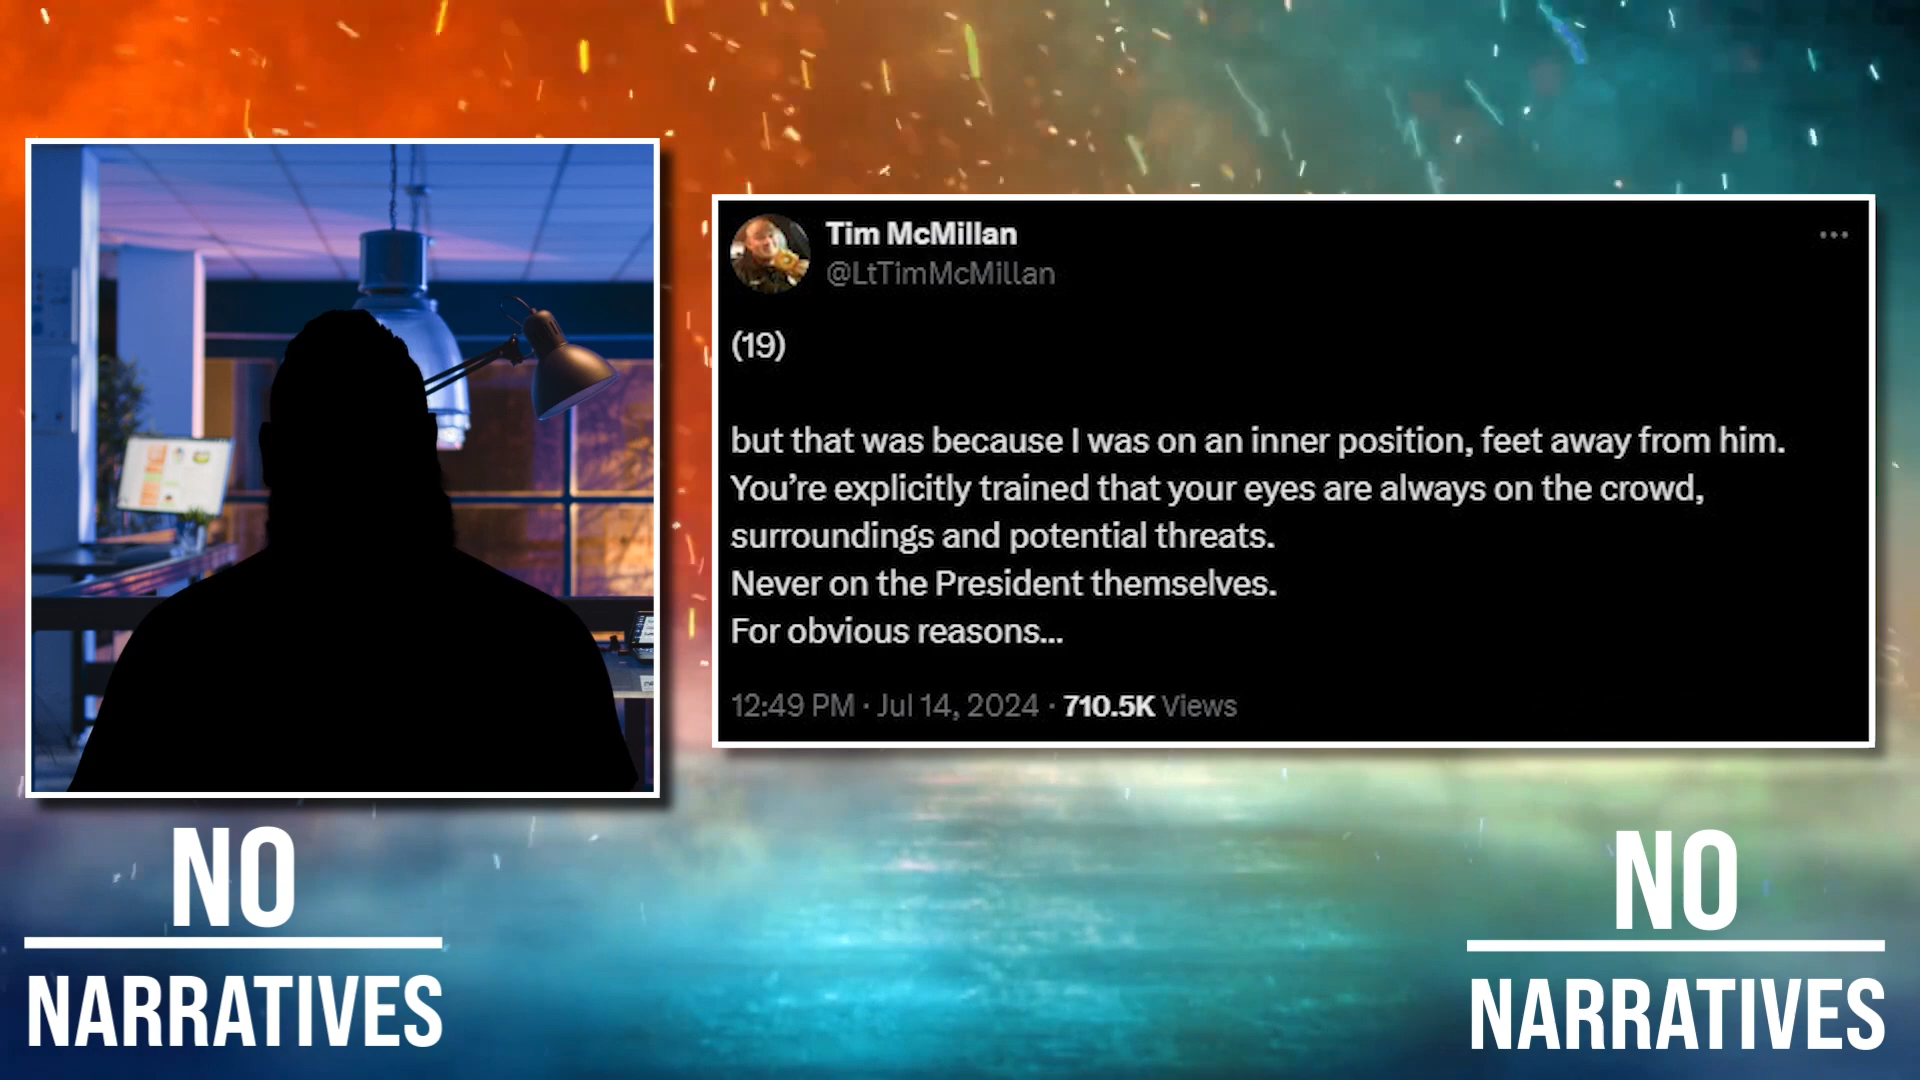 Tim McMillan
@LtTimMcMillan
(19)
but that was because I was on an inner position, feet away from him.
You’re explicitly trained that your eyes are always on the crowd,
surroundings and potential threats.
Never on the President themselves.
For obvious reasons...
12:49 PM · Jul 14, 2024 · 710.5K Views
NO
NARRATIVES
NO
NARRATIVES